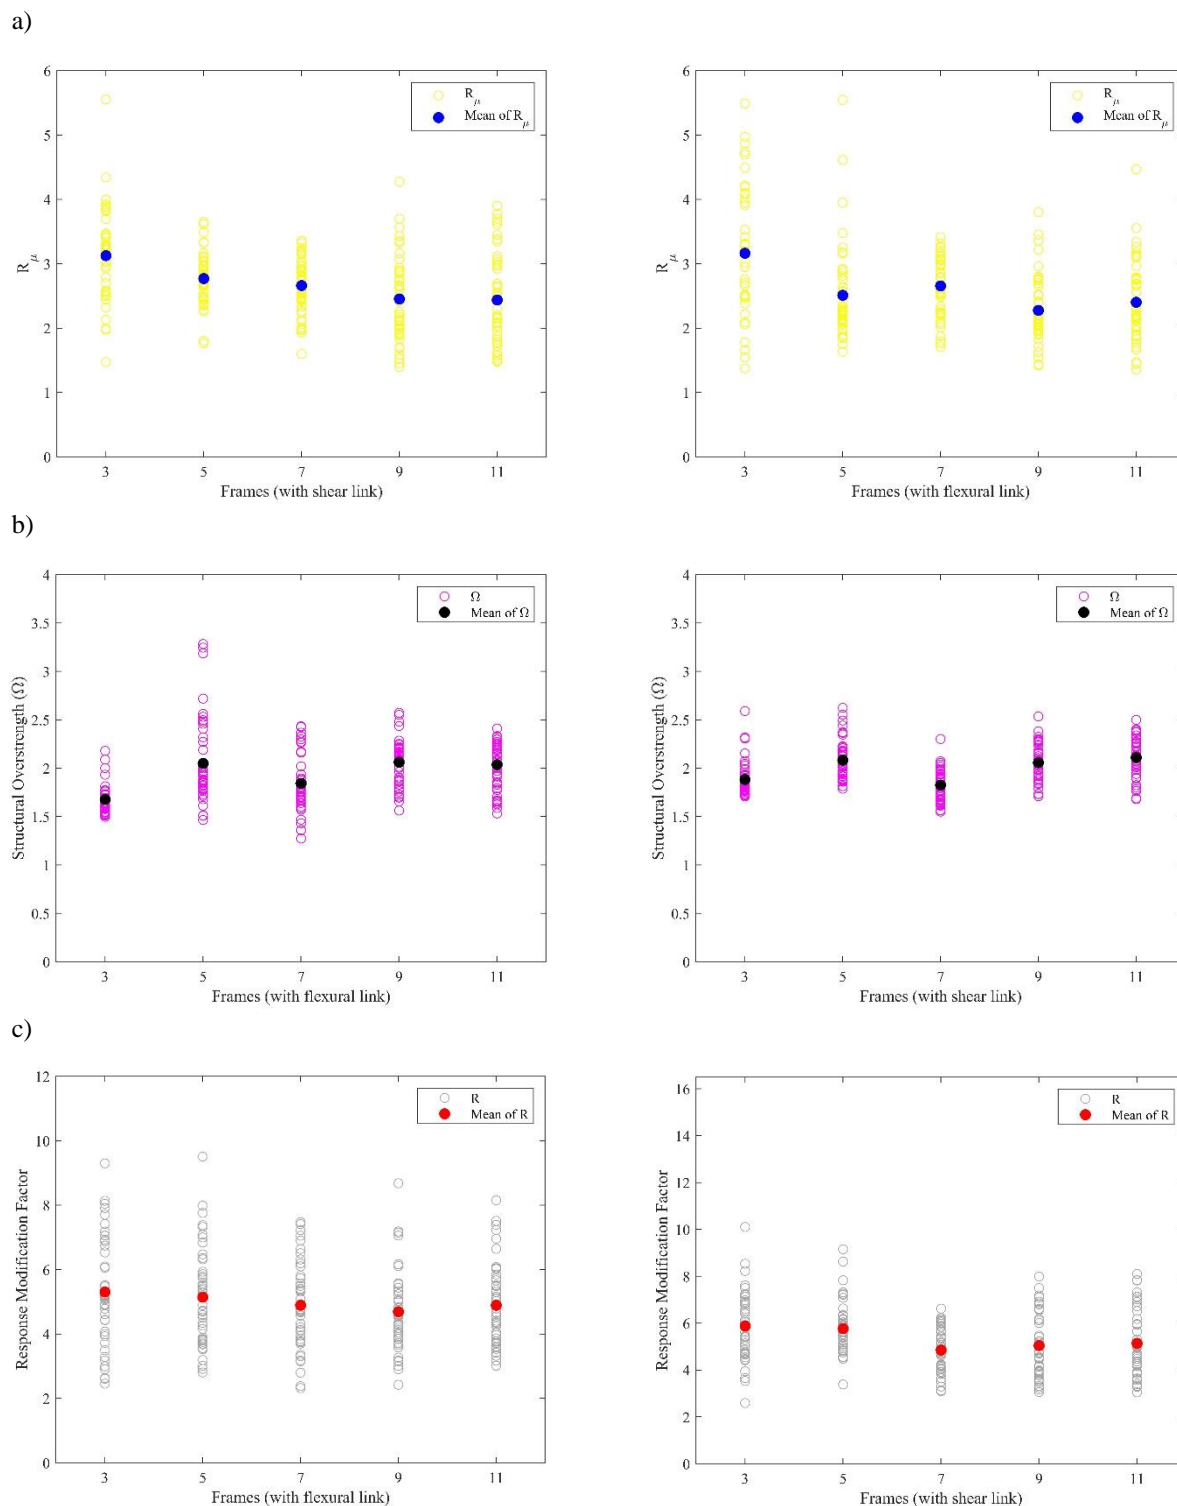 a)
6
5
4
3
2
1
0
R_μ
R_μ
Mean of R_μ
3 5 7 9 11
Frames (with shear link)
6
5
4
3
2
1
0
R_μ
R_μ
Mean of R_μ
3 5 7 9 11
Frames (with flexural link)
b)
4
3.5
3
2.5
2
1.5
1
0.5
0
Structural Overstrength (Ω)
Ω
Mean of Ω
3 5 7 9 11
Frames (with flexural link)
4
3.5
3
2.5
2
1.5
1
0.5
0
Structural Overstrength (Ω)
Ω
Mean of Ω
3 5 7 9 11
Frames (with shear link)
c)
12
10
8
6
4
2
0
Response Modification Factor
R
Mean of R
3 5 7 9 11
Frames (with flexural link)
16
14
12
10
8
6
4
2
0
Response Modification Factor
R
Mean of R
3 5 7 9 11
Frames (with shear link)